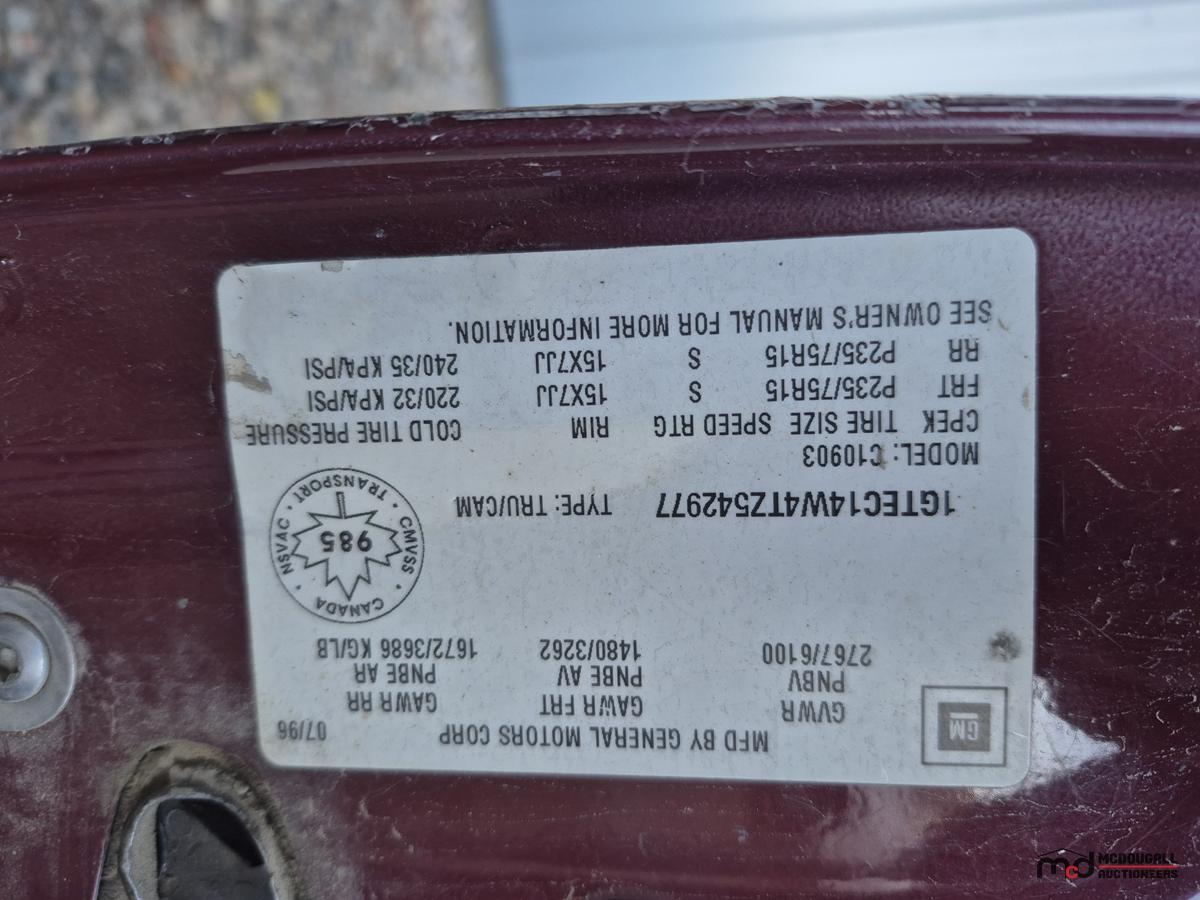 GM
MFD BY GENERAL MOTORS CORP 07/96
GVWR GAWR FRT GAWR RR
PNBV PNBE AV PNBE AR
2767/6100 1480/3262 1672/3686 KG/LB
CANADA
NSVAC · CMVSS
985
TRANSPORT
1GTEC14W4TZ542977 TYPE: TRU/CAM
MODEL: C10903
CPEK TIRE SIZE SPEED RTG RIM COLD TIRE PRESSURE
FRT P235/75R15 S 15X7JJ 220/32 KPA/PSI
RR P235/75R15 S 15X7JJ 240/35 KPA/PSI
SEE OWNER'S MANUAL FOR MORE INFORMATION.
mcd MCDOUGALL
AUCTIONEERS